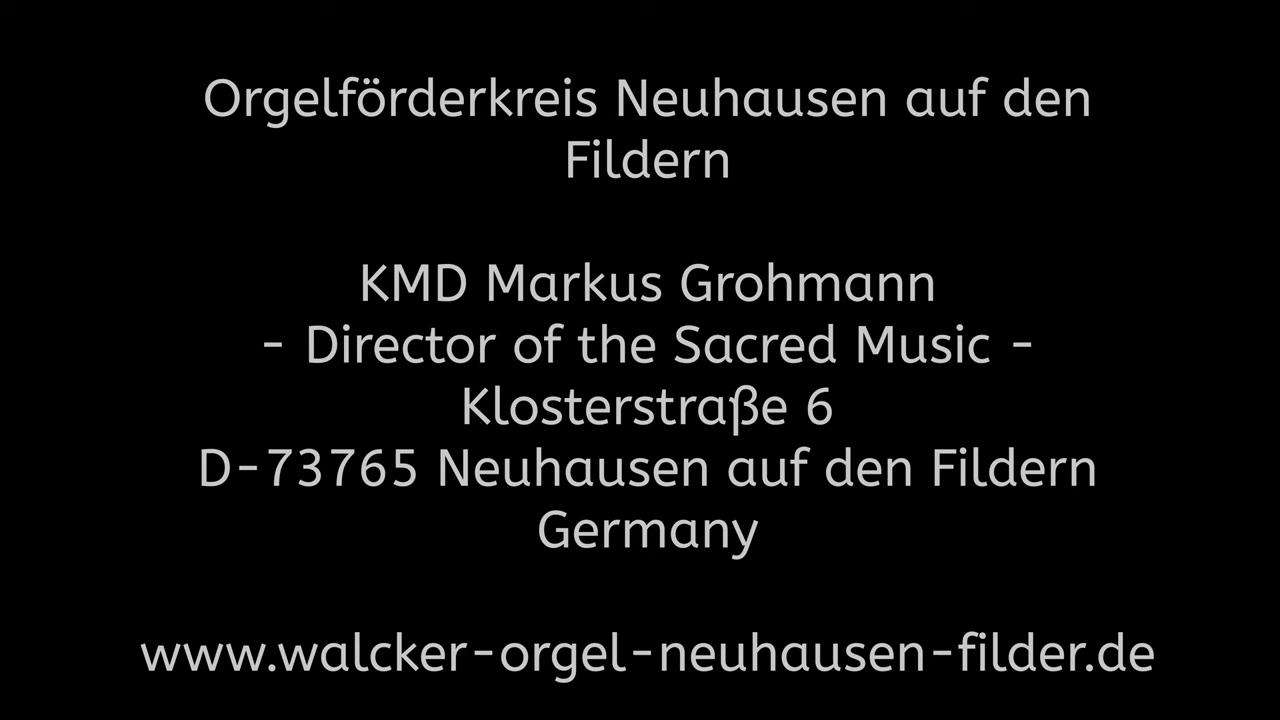 Orgelförderkreis Neuhausen auf den
Fildern
KMD Markus Grohmann
- Director of the Sacred Music -
Klosterstraße 6
D-73765 Neuhausen auf den Fildern
Germany
www.walcker-orgel-neuhausen-filder.de